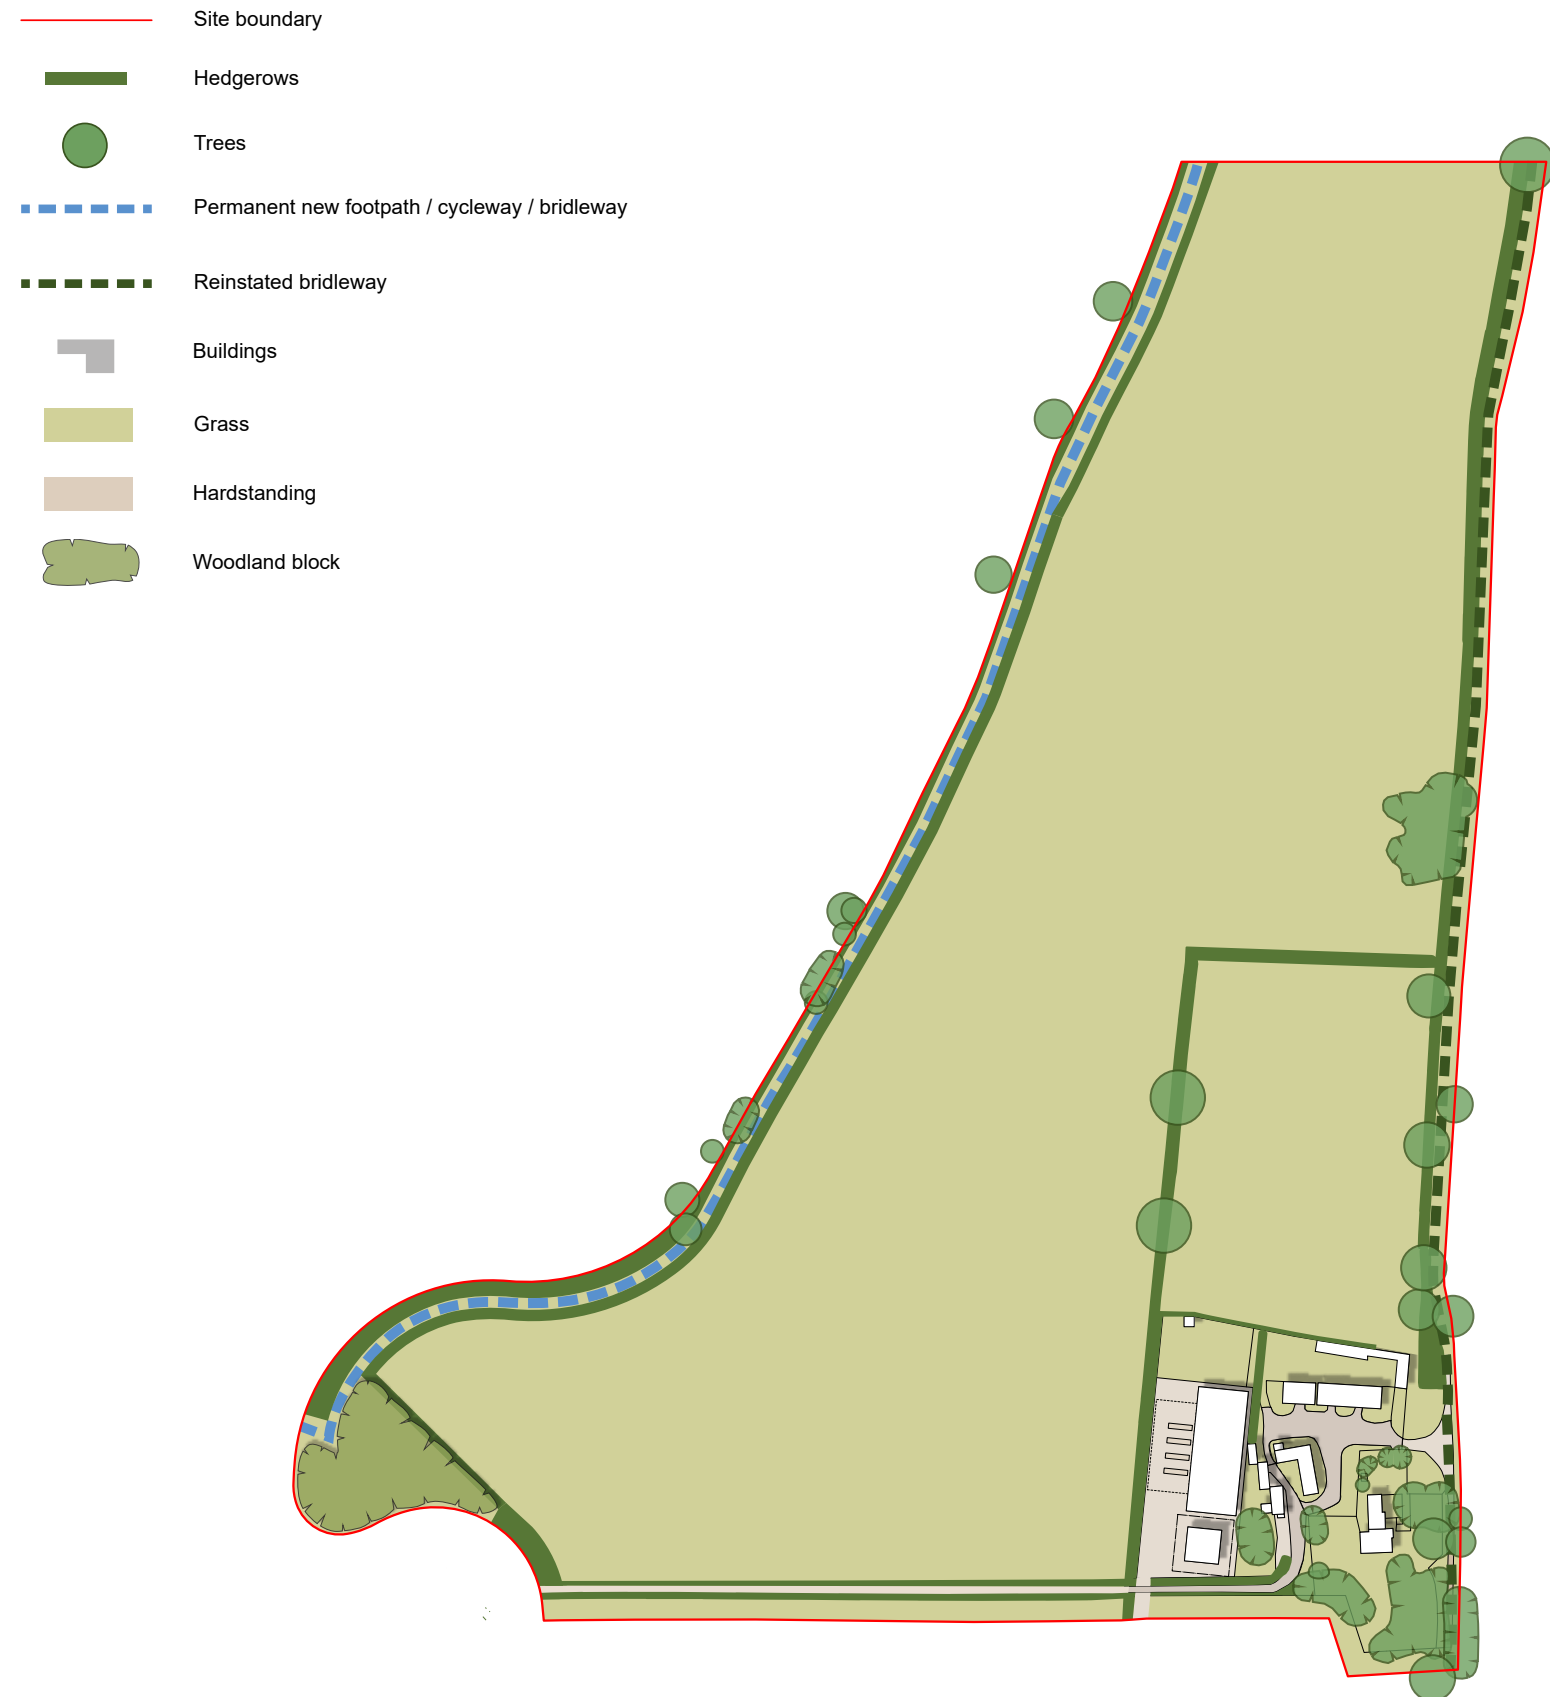 Site boundary
Hedgerows
Trees
Permanent new footpath / cycleway / bridleway
Reinstated bridleway
Buildings
Grass
Hardstanding
Woodland block